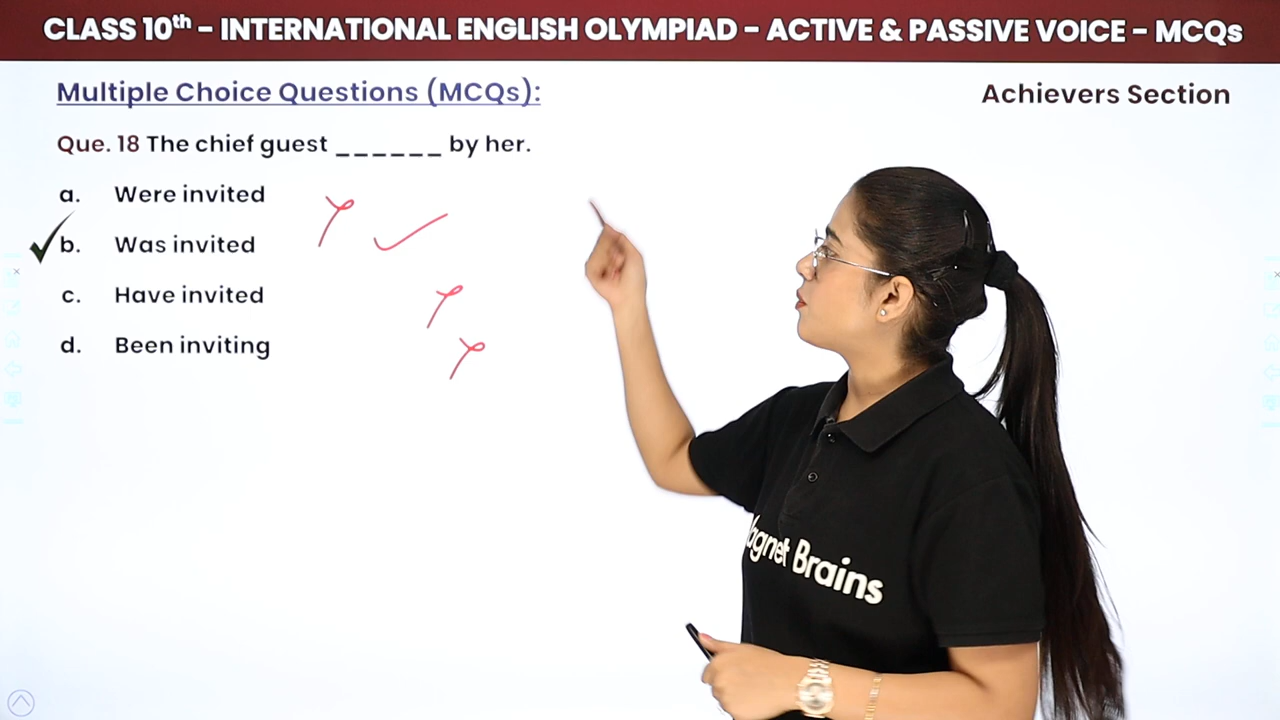 CLASS 10th – INTERNATIONAL ENGLISH OLYMPIAD – ACTIVE & PASSIVE VOICE – MCQs
Multiple Choice Questions (MCQs):
Achievers Section
Que. 18 The chief guest ______ by her.
a. Were invited
b. Was invited
c. Have invited
d. Been inviting
agnet Brains